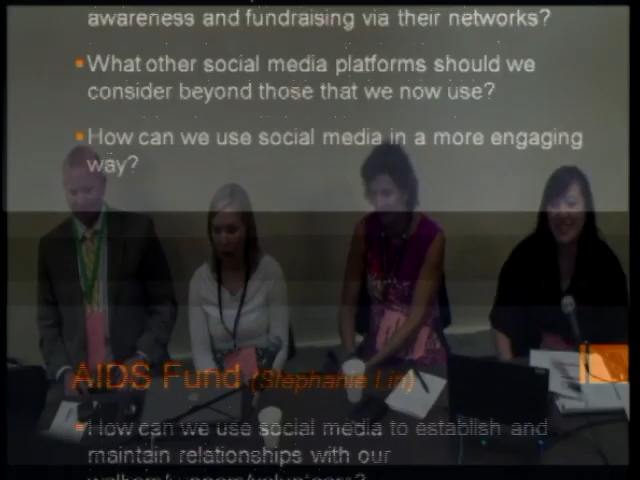 awareness and fundraising via their networks?
What other social media platforms should we
consider beyond those that we now use?
How can we use social media in a more engaging
way?
AIDS Fund (Stephanie Lin)
How can we use social media to establish and
maintain relationships with our